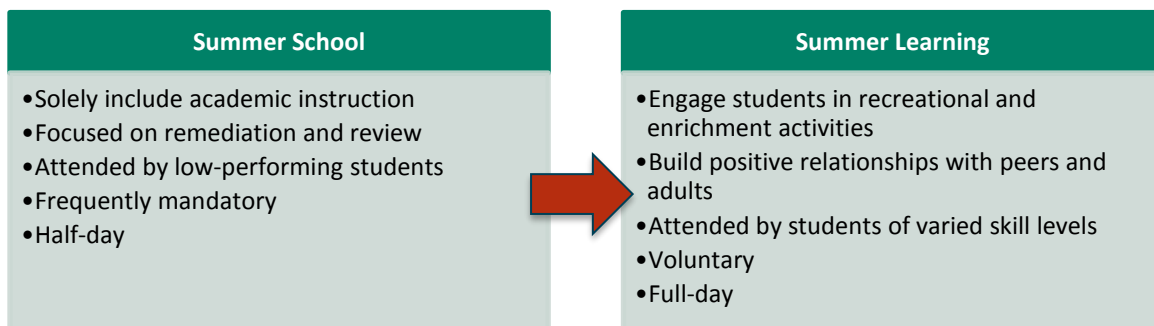 Summer School
•Solely include academic instruction
•Focused on remediation and review
•Attended by low-performing students
•Frequently mandatory
•Half-day
Summer Learning
•Engage students in recreational and
enrichment activities
•Build positive relationships with peers and
adults
•Attended by students of varied skill levels
•Voluntary
•Full-day